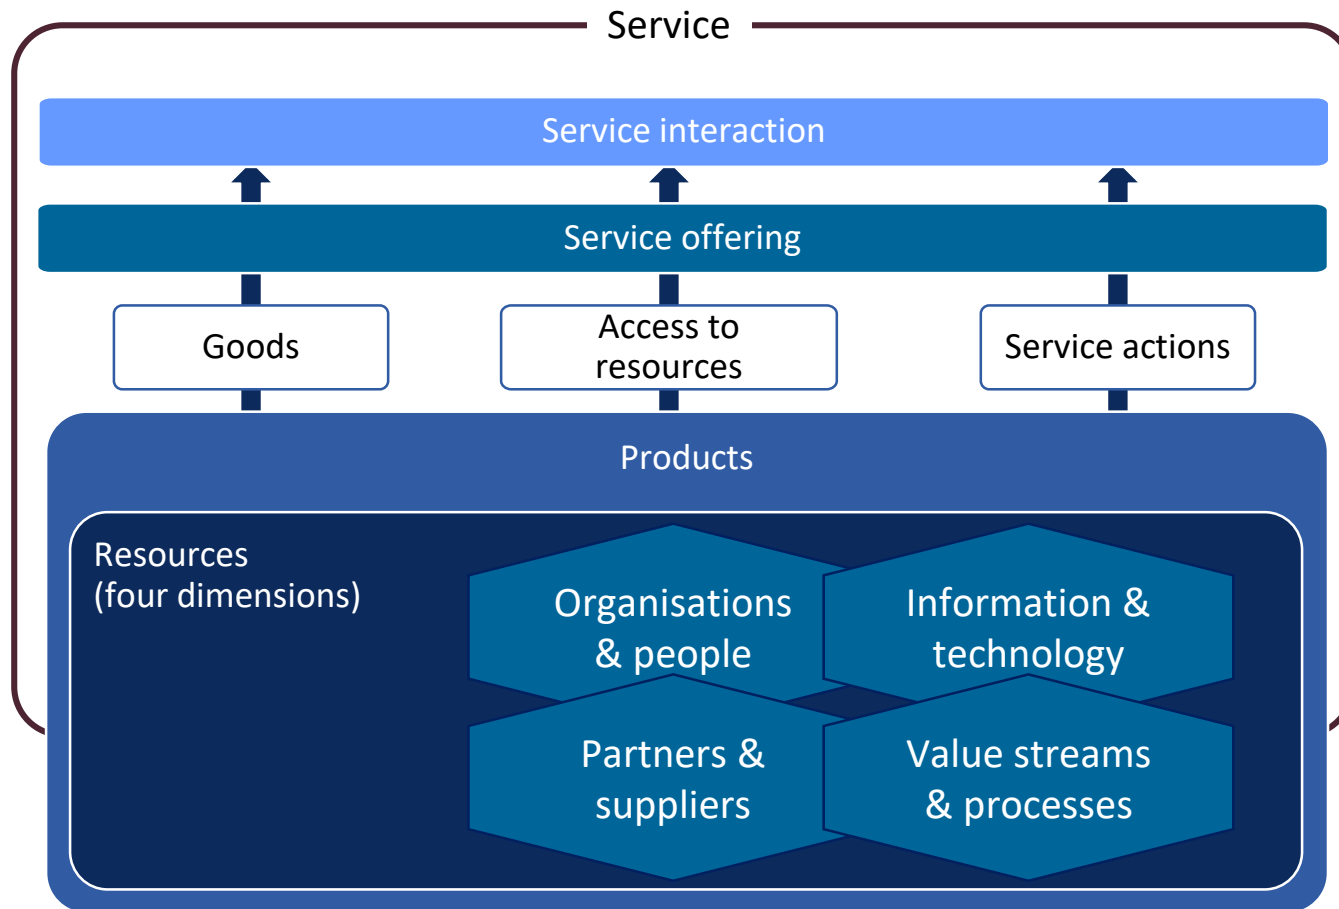 Service
Service interaction
Service offering
Goods
Access to
resources
Service actions
Products
Resources
(four dimensions)
Organisations
& people
Information &
technology
Partners &
suppliers
Value streams
& processes